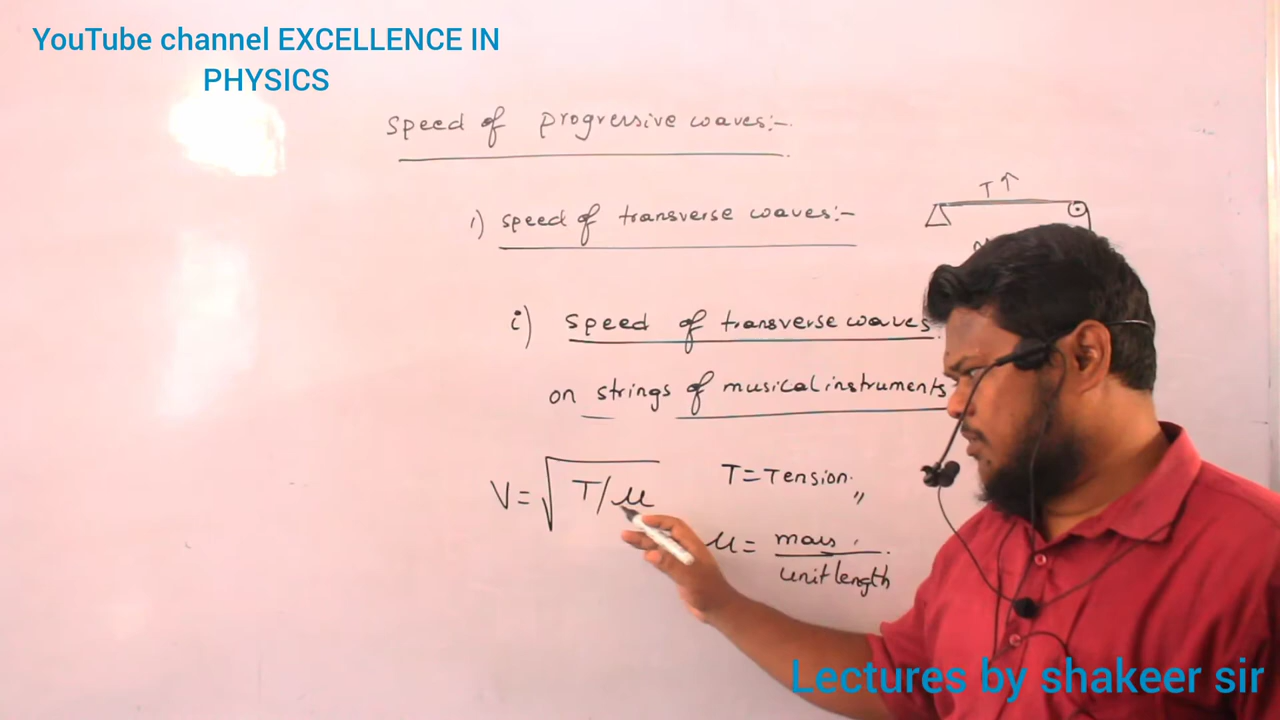 YouTube channel EXCELLENCE IN
PHYSICS
speed of progressive waves:-
T↑
1) speed of transverse waves:-
i) speed of transverse waves
on strings of musical instruments
V = √T/μ
T = Tension
μ = mass
unit length
Lectures by shakeer sir